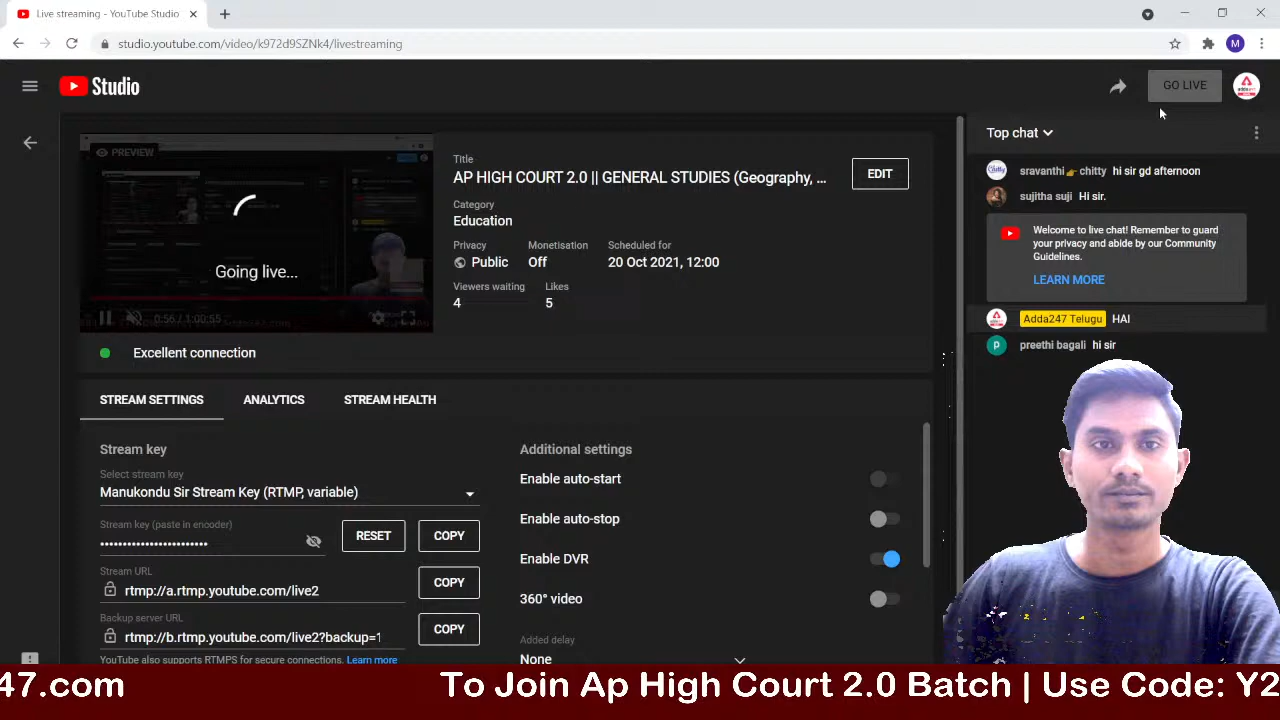 Live streaming - YouTube Studio
studio.youtube.com/video/k972d9SZNk4/livestreaming
M
Studio
GO LIVE
PREVIEW
Going live...
0:56 / 1:00:55
Title
AP HIGH COURT 2.0 || GENERAL STUDIES (Geography, ...
EDIT
Category
Education
Privacy
Public
Monetisation
Off
Scheduled for
20 Oct 2021, 12:00
Viewers waiting
4
Likes
5
Excellent connection
STREAM SETTINGS
ANALYTICS
STREAM HEALTH
Stream key
Select stream key
Manukondu Sir Stream Key (RTMP, variable)
Stream key (paste in encoder)
••••••••••••••••••••••••
RESET
COPY
Stream URL
rtmp://a.rtmp.youtube.com/live2
COPY
Backup server URL
rtmp://b.rtmp.youtube.com/live2?backup=1
COPY
YouTube also supports RTMPS for secure connections. Learn more
Additional settings
Enable auto-start
Enable auto-stop
Enable DVR
360° video
Added delay
None
Top chat
sravanthi👉 chitty hi sir gd afternoon
sujitha suji Hi sir.
Welcome to live chat! Remember to guard
your privacy and abide by our Community
Guidelines.
LEARN MORE
Adda247 Telugu HAI
p preethi bagali hi sir
47.com To Join Ap High Court 2.0 Batch | Use Code: Y2